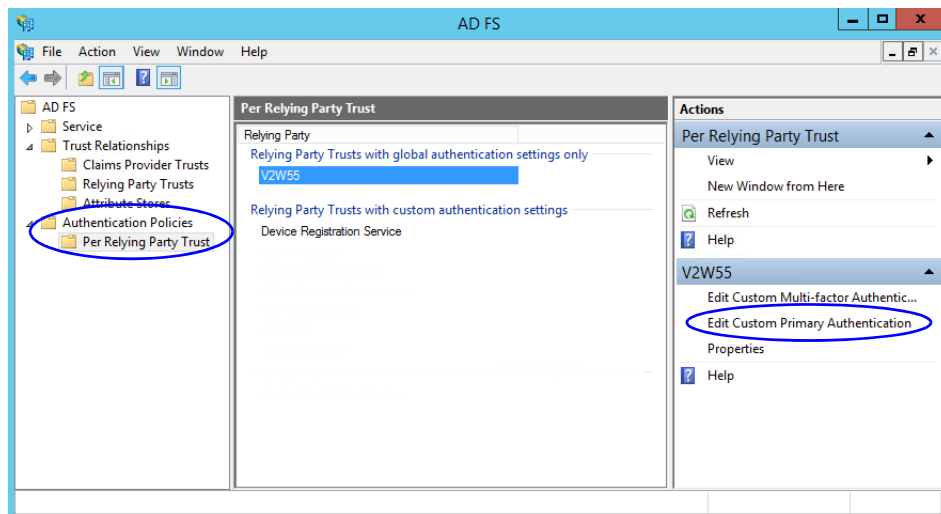 AD FS
File Action View Window Help
AD FS
Service
Trust Relationships
Claims Provider Trusts
Relying Party Trusts
Attribute Stores
Authentication Policies
Per Relying Party Trust
Per Relying Party Trust
Relying Party
Relying Party Trusts with global authentication settings only
V2W55
Relying Party Trusts with custom authentication settings
Device Registration Service
Actions
Per Relying Party Trust
View
New Window from Here
Refresh
Help
V2W55
Edit Custom Multi-factor Authentic...
Edit Custom Primary Authentication
Properties
Help